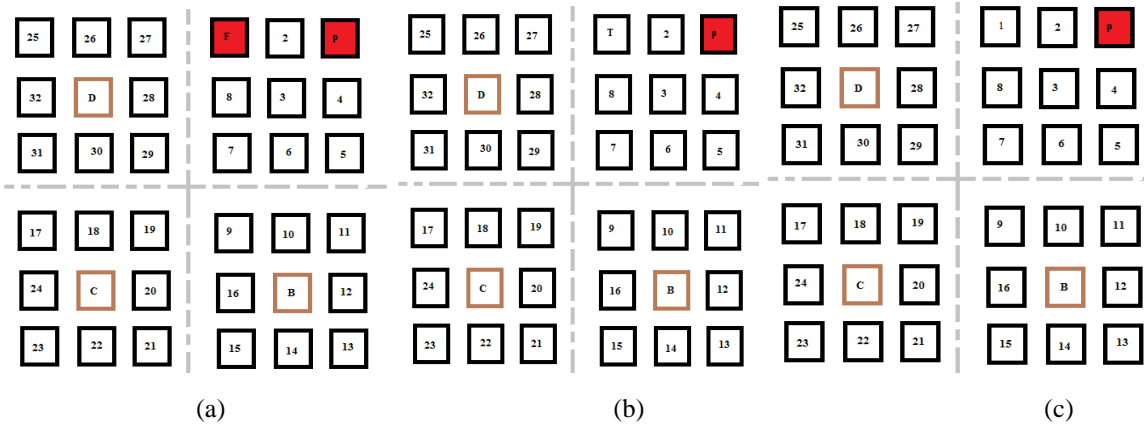 25 26 27 F 2 p
32 D 28 8 3 4
31 30 29 7 6 5
17 18 19 9 10 11
24 C 20 16 B 12
23 22 21 15 14 13
(a)
25 26 27 T 2 p
32 D 28 8 3 4
31 30 29 7 6 5
17 18 19 9 10 11
24 C 20 16 B 12
23 22 21 15 14 13
(b)
25 26 27 1 2 p
32 D 28 8 3 4
31 30 29 7 6 5
17 18 19 9 10 11
24 C 20 16 B 12
23 22 21 15 14 13
(c)